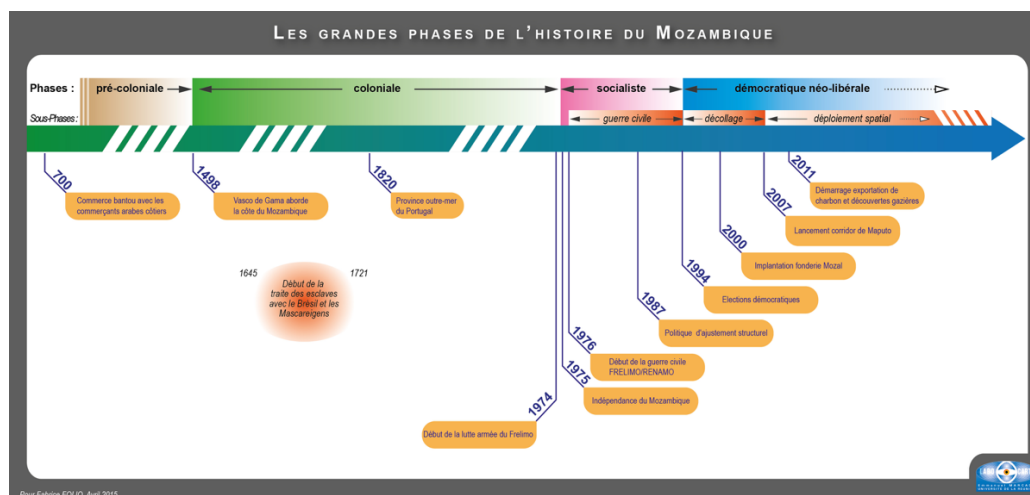 LES GRANDES PHASES DE L'HISTOIRE DU MOZAMBIQUE
Phases :
pré-coloniale
coloniale
socialiste
démocratique néo-libérale
Sous-Phases :
guerre civile
décollage
déploiement spatial
700
Commerce bantou avec les
commerçants arabes côtiers
1498
Vasco de Gama aborde
la côte du Mozambique
1820
Province outre-mer
du Portugal
2011
Démarrage exportation de
charbon et découvertes gazières
2007
Lancement corridor de Maputo
2000
Implantation fonderie Mozal
1994
Elections démocratiques
1987
Politique d'ajustement structurel
1976
Début de la guerre civile
FRELIMO/RENAMO
1975
Indépendance du Mozambique
1974
Début de la lutte armée du Frelimo
1645
1721
Début de la
traite des esclaves
avec le Brésil et les
Mascareigens
Pour Fabrice FOLIO, Avril 2015